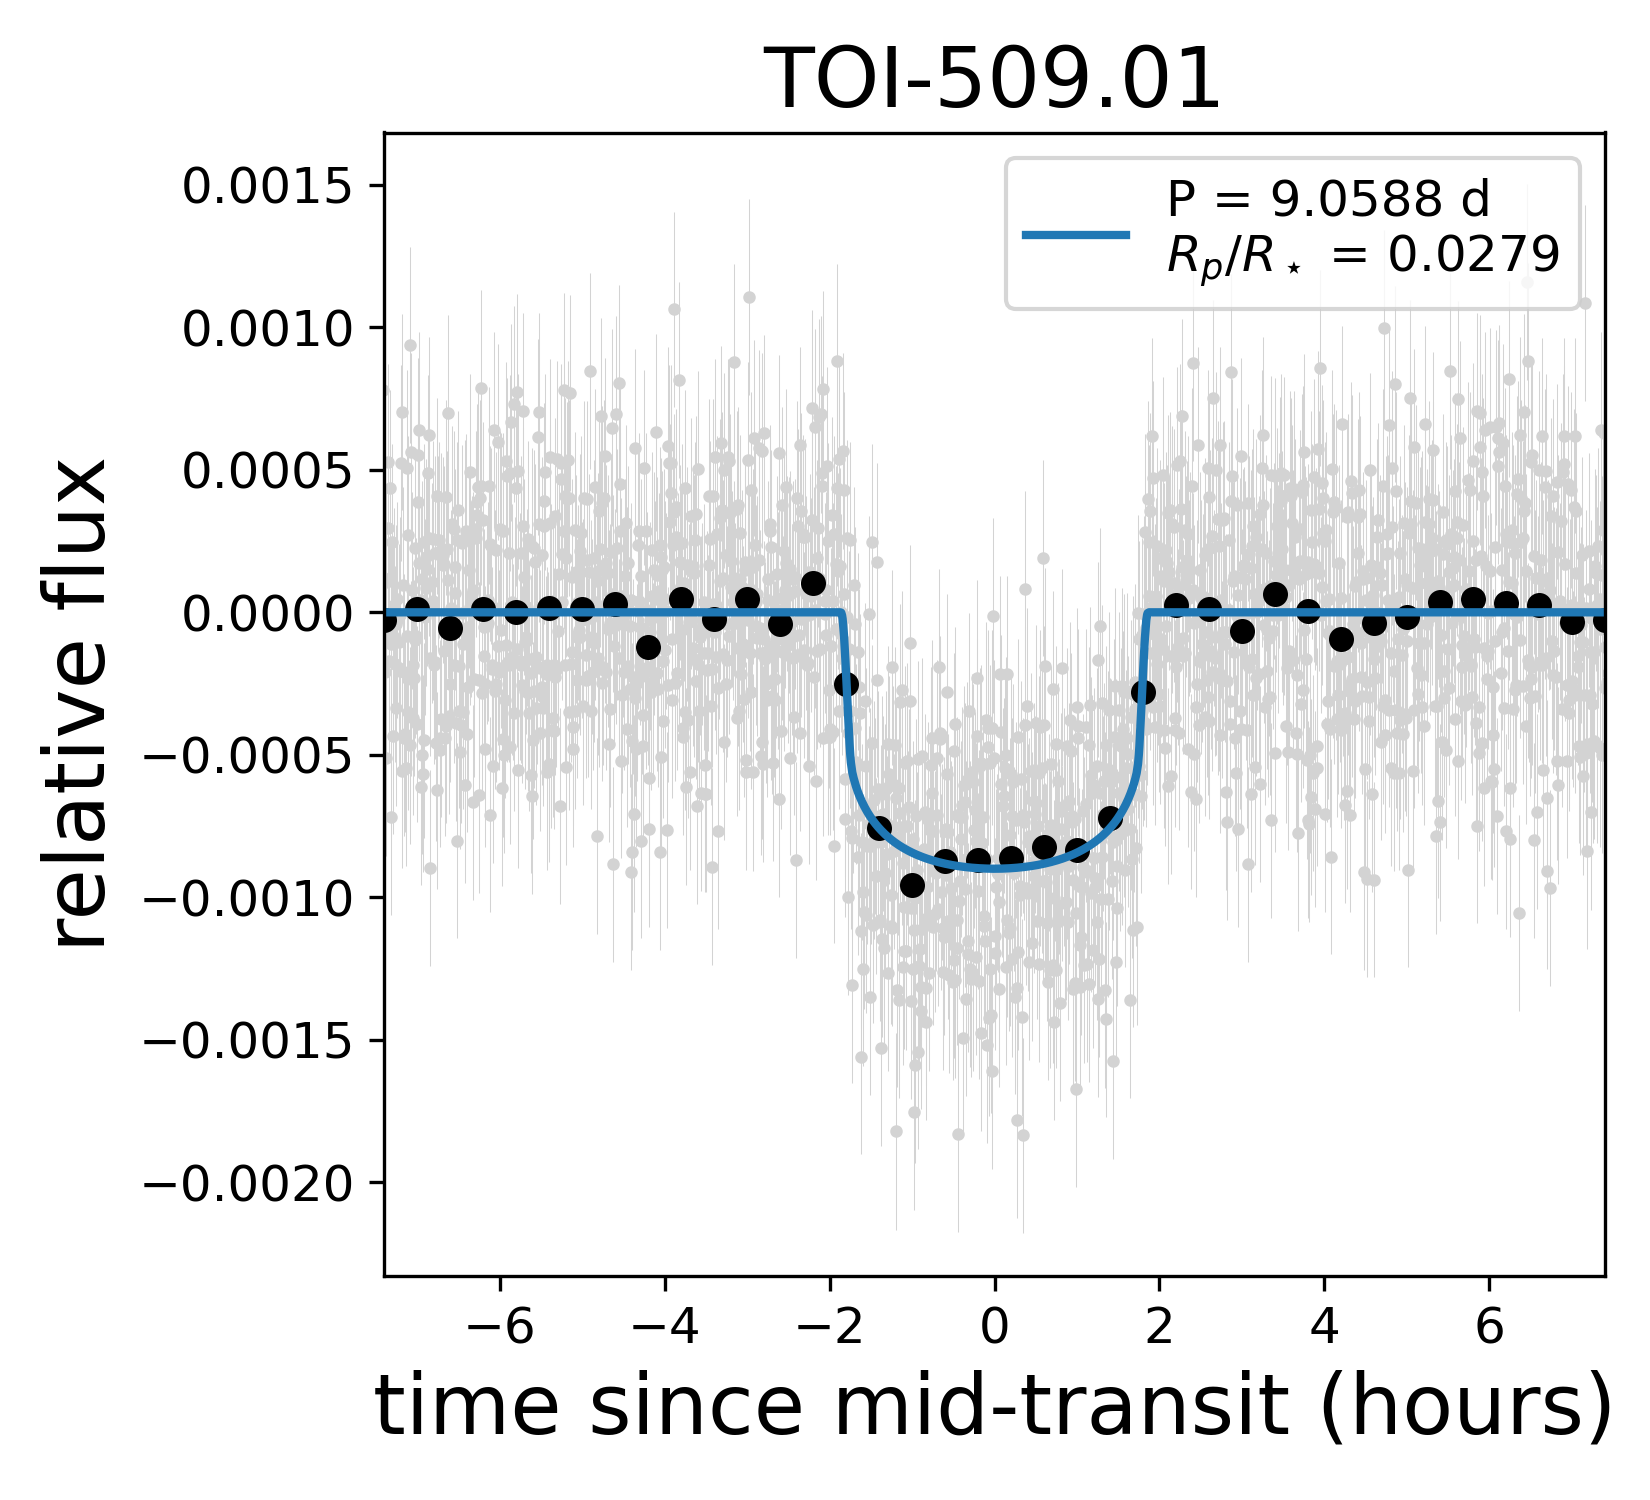 TOI-509.01
P = 9.0588 d
Rp/R⋆ = 0.0279
relative flux
0.0015
0.0010
0.0005
0.0000
−0.0005
−0.0010
−0.0015
−0.0020
−6 −4 −2 0 2 4 6
time since mid-transit (hours)